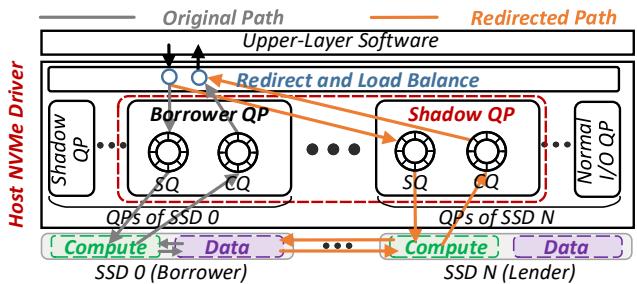 Original Path
Redirected Path
Upper-Layer Software
Host NVMe Driver
Redirect and Load Balance
Shadow QP
Borrower QP
SQ
CQ
Shadow QP
SQ
CQ
Normal I/O QP
QPs of SSD 0
QPs of SSD N
Compute
Data
Compute
Data
SSD 0 (Borrower)
SSD N (Lender)